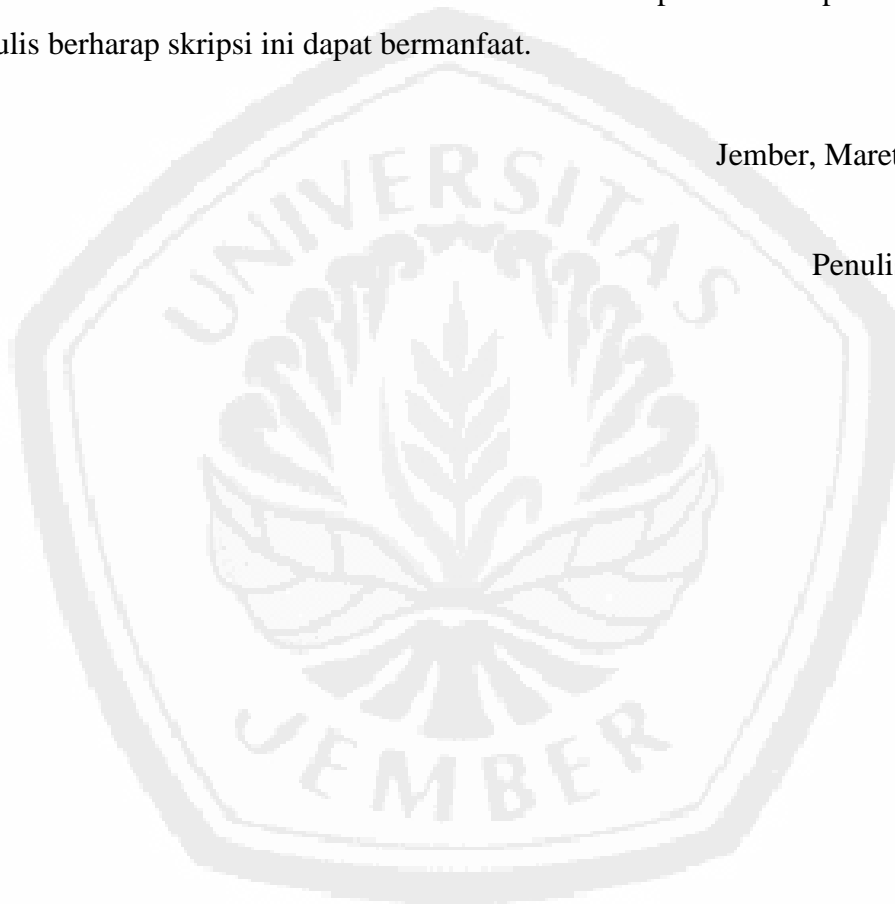 ulis berharap skripsi ini dapat bermanfaat.
Jember, Maret
Penuli
UNIVERSITAS
JEMBER